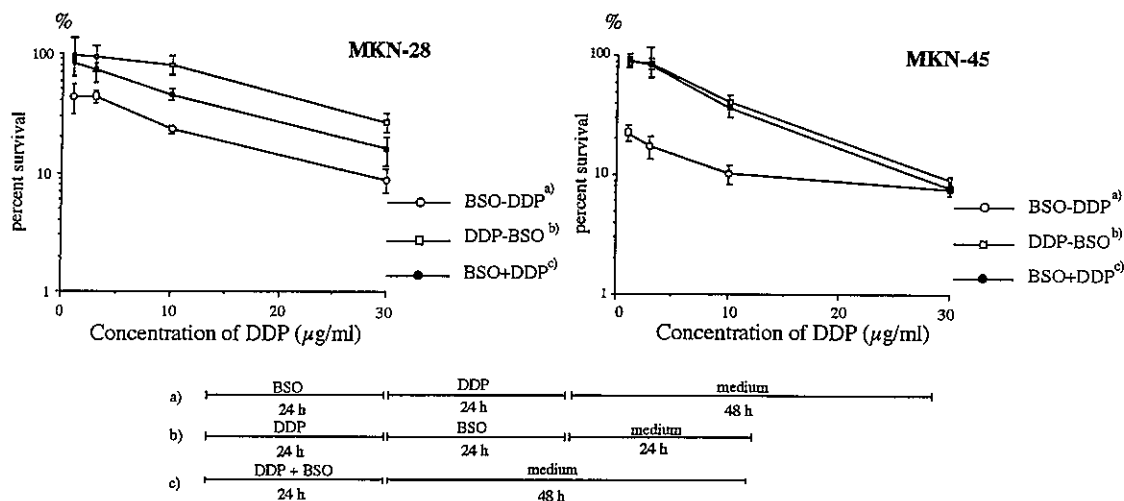 %
MKN-28
100
10
1
percent survival
0
10
20
30
Concentration of DDP (µg/ml)
BSO-DDP a)
DDP-BSO b)
BSO+DDP c)
%
MKN-45
100
10
1
percent survival
0
10
20
30
Concentration of DDP (µg/ml)
BSO-DDP a)
DDP-BSO b)
BSO+DDP c)
a) BSO DDP medium
24 h 24 h 48 h
b) DDP BSO medium
24 h 24 h 24 h
c) DDP + BSO medium
24 h 48 h